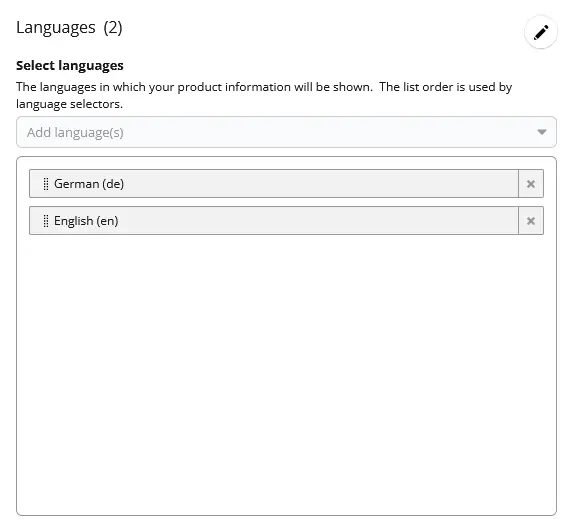 Languages (2)
Select languages
The languages in which your product information will be shown. The list order is used by
language selectors.
Add language(s)
German (de)
English (en)